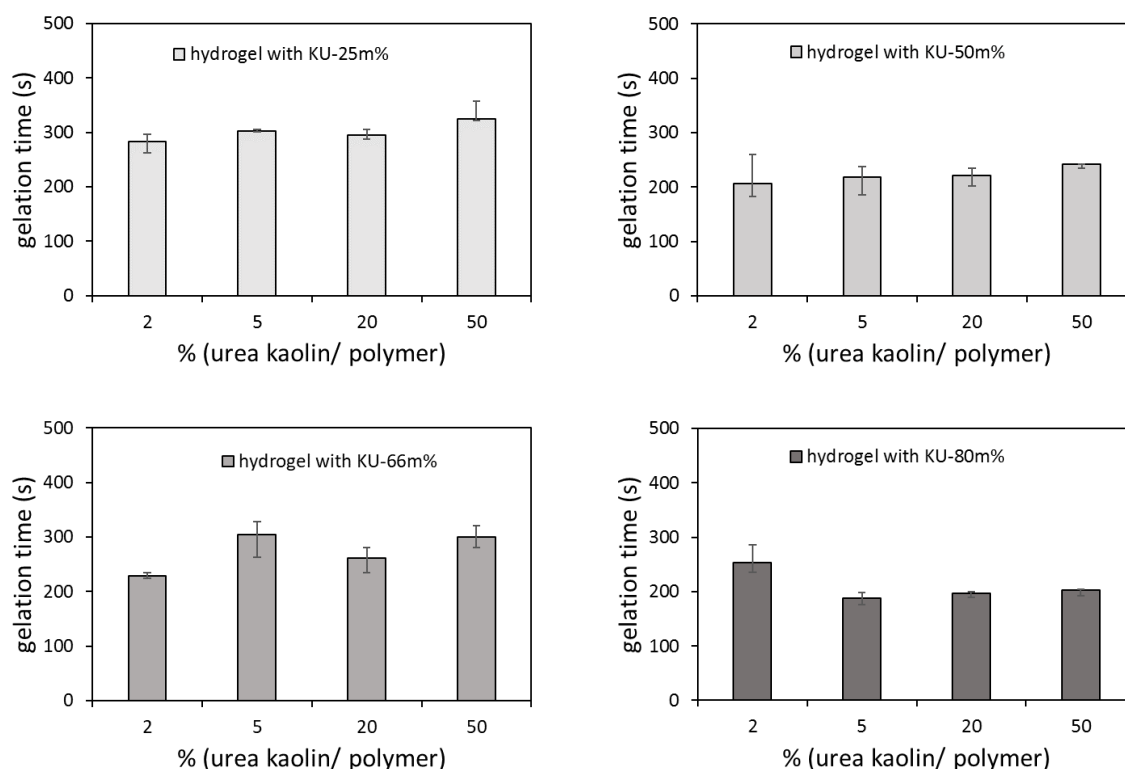 500
400
300
200
100
0
gelation time (s)
hydrogel with KU-25m%
2 5 20 50
% (urea kaolin/ polymer)
500
400
300
200
100
0
gelation time (s)
hydrogel with KU-50m%
2 5 20 50
% (urea kaolin/ polymer)
500
400
300
200
100
0
gelation time (s)
hydrogel with KU-66m%
2 5 20 50
% (urea kaolin/ polymer)
500
400
300
200
100
0
gelation time (s)
hydrogel with KU-80m%
2 5 20 50
% (urea kaolin/ polymer)